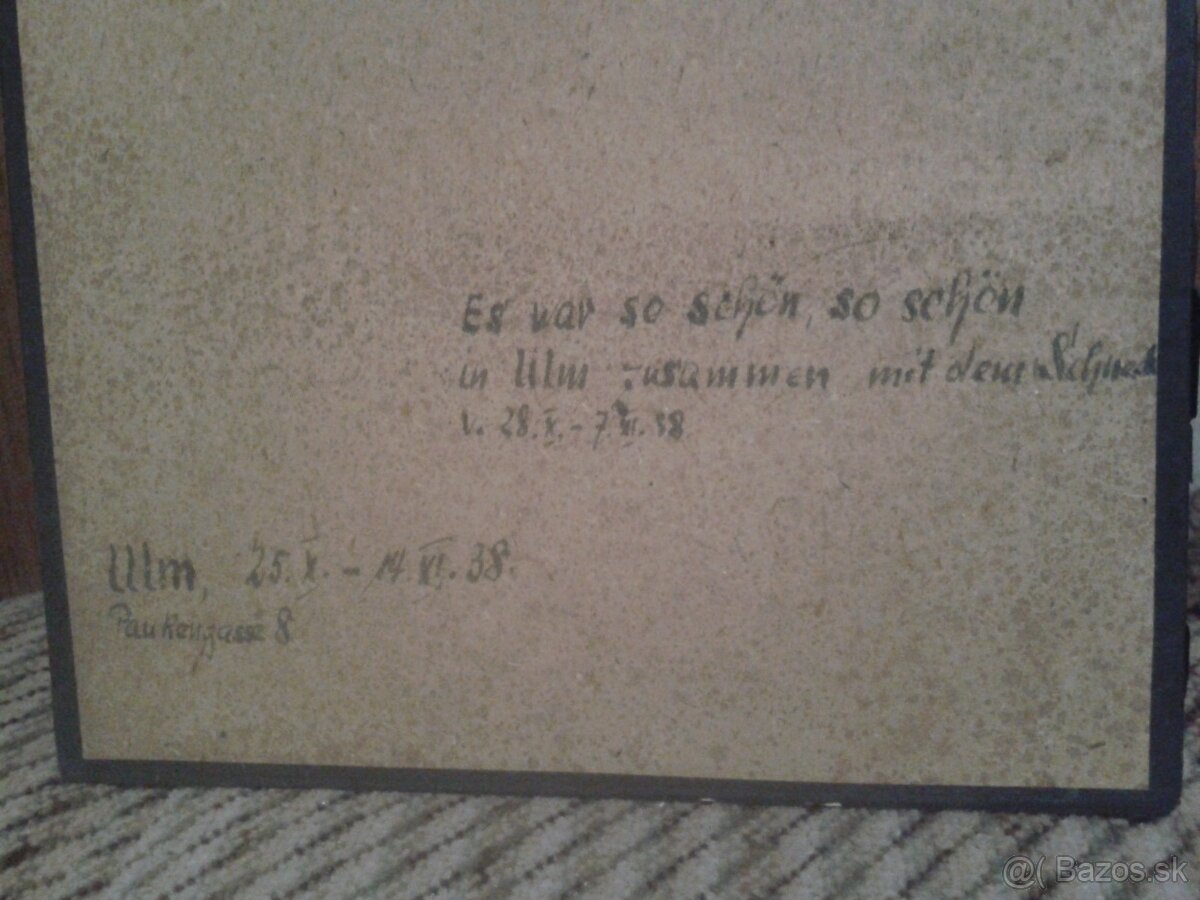 Es war so schön, so schön
in Ulm zusammen mit dem
v. 28. X. - 7. XI. 38
Ulm, 25. X. - 14. XI. 38.
Paukengasse 8
@( Bazos.sk